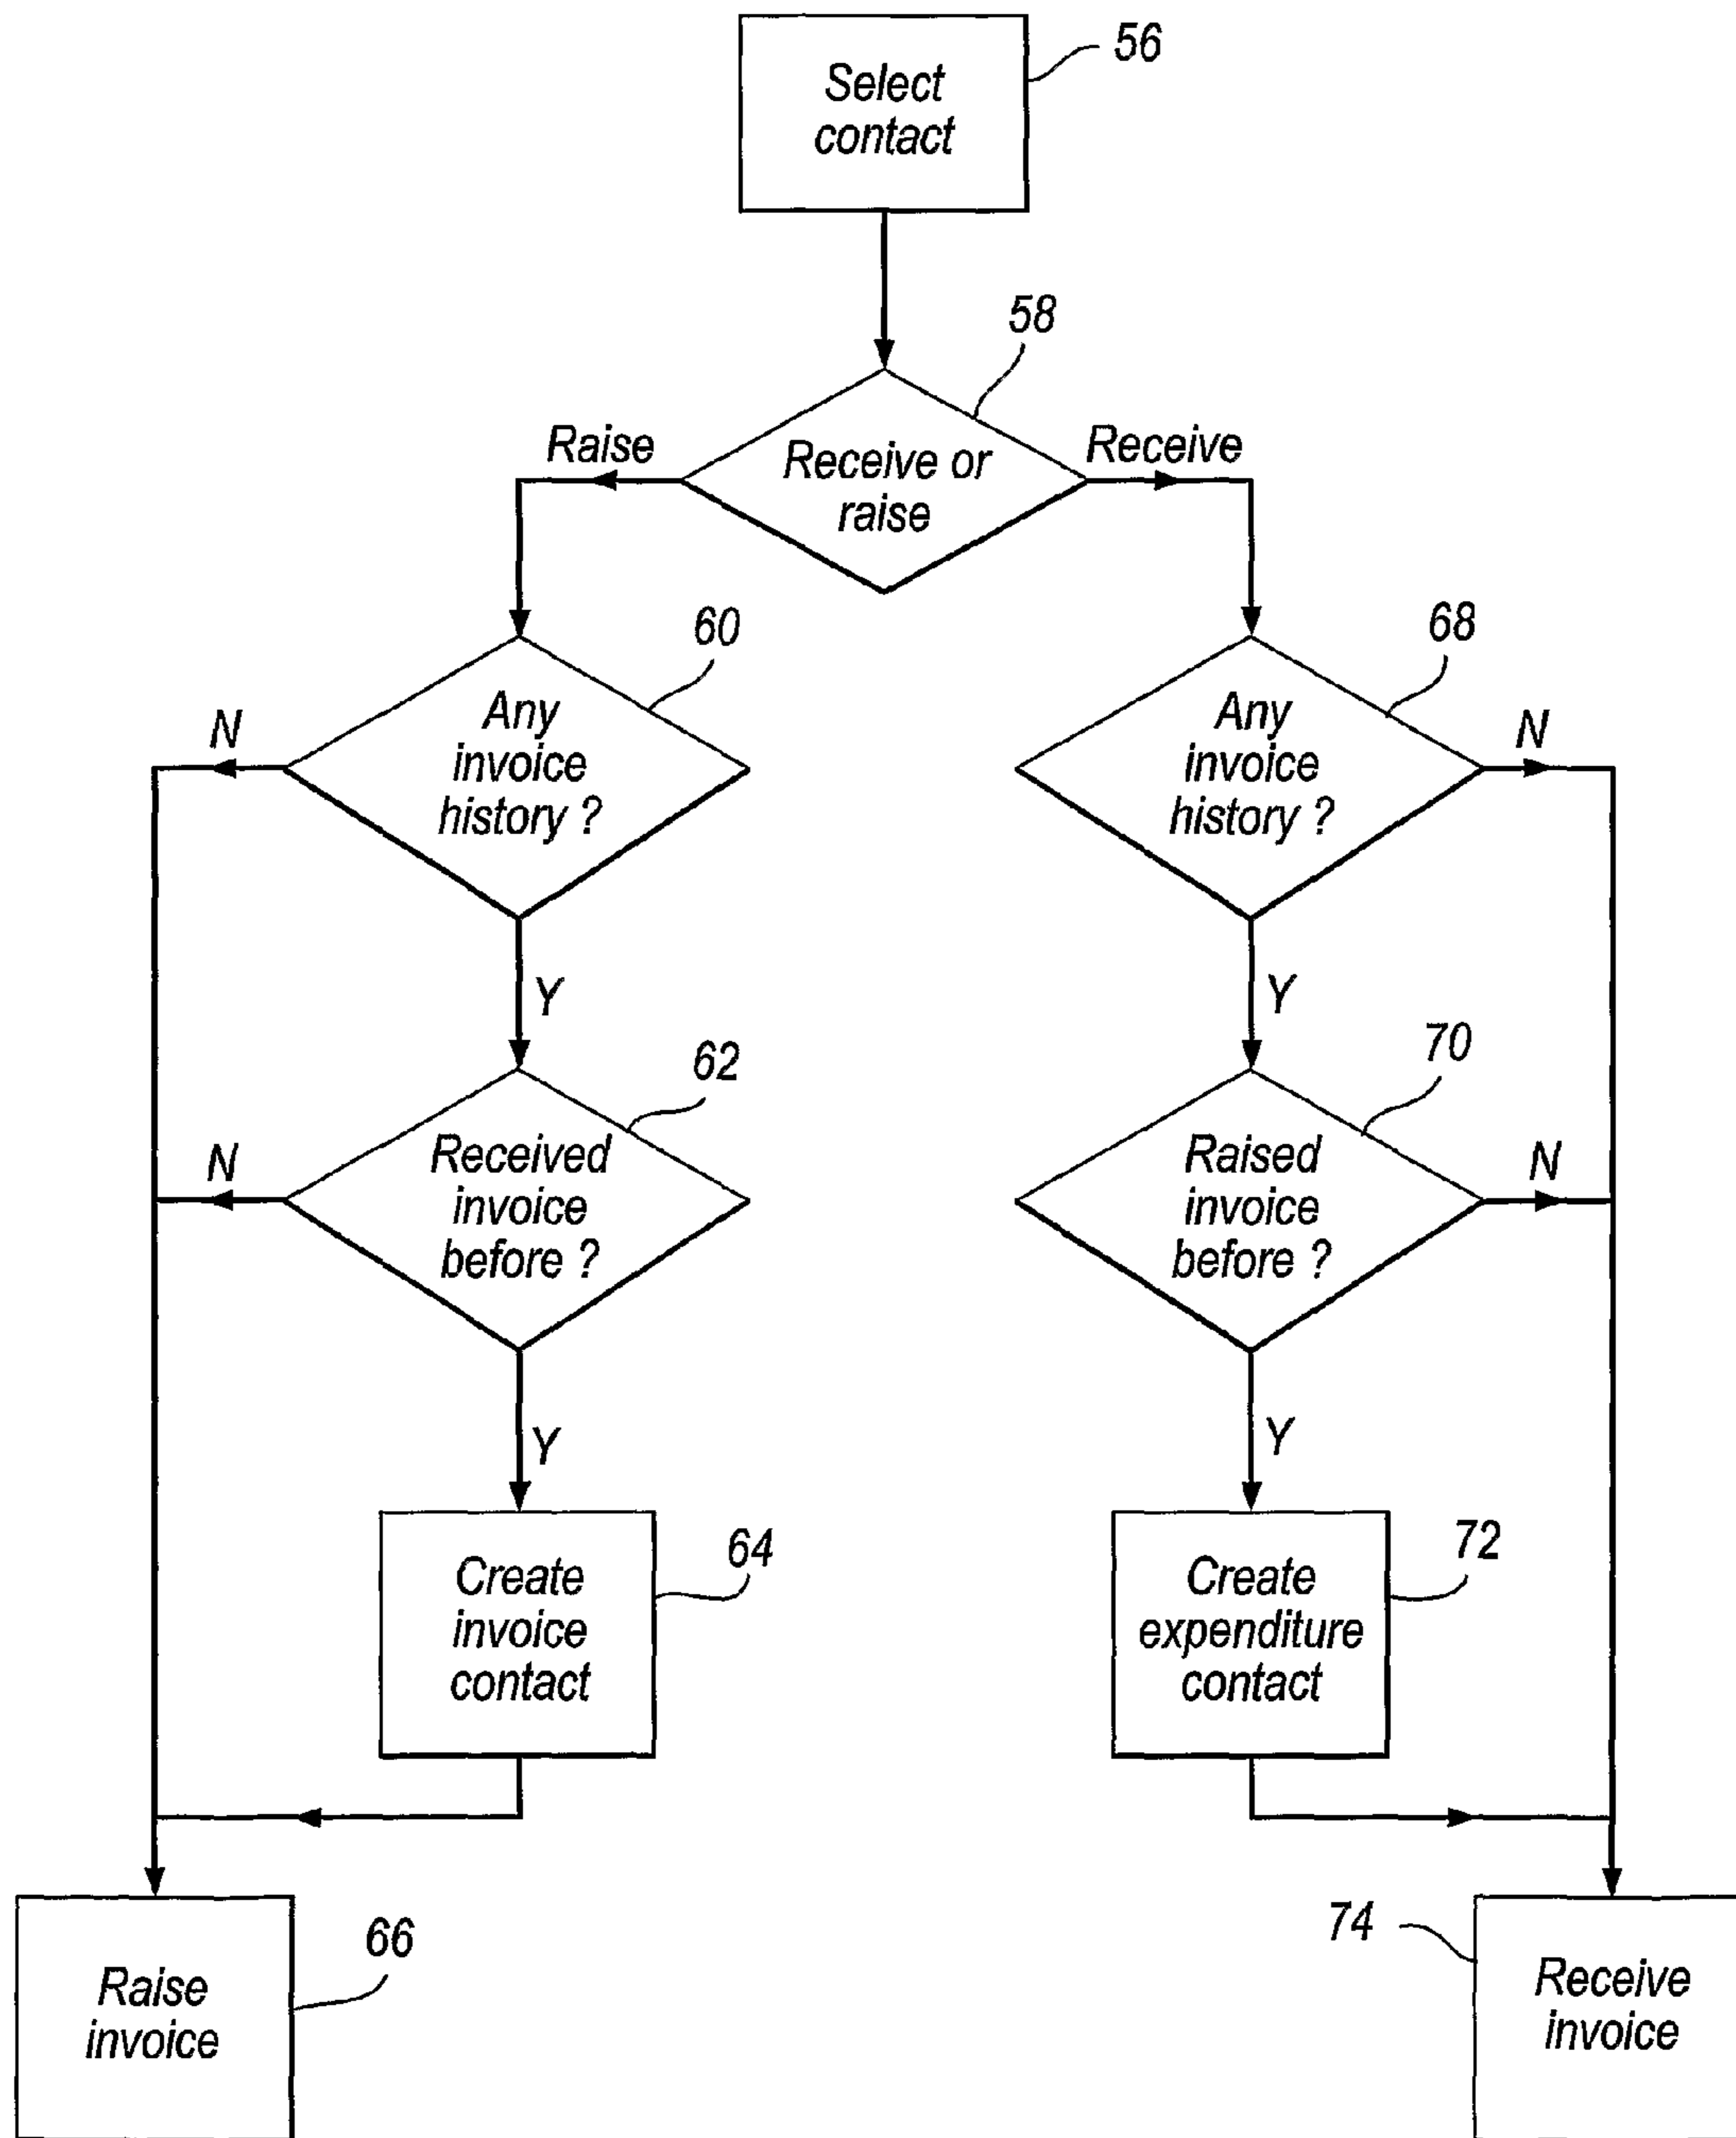 56
Select
contact
58
Raise
Receive
Receive or
raise
60
68
N
Any
invoice
history ?
Any
invoice
history ?
N
Y
Y
62
70
N
Received
invoice
before ?
Raised
invoice
before ?
N
Y
Y
64
72
Create
invoice
contact
Create
expenditure
contact
66
74
Raise
invoice
Receive
invoice